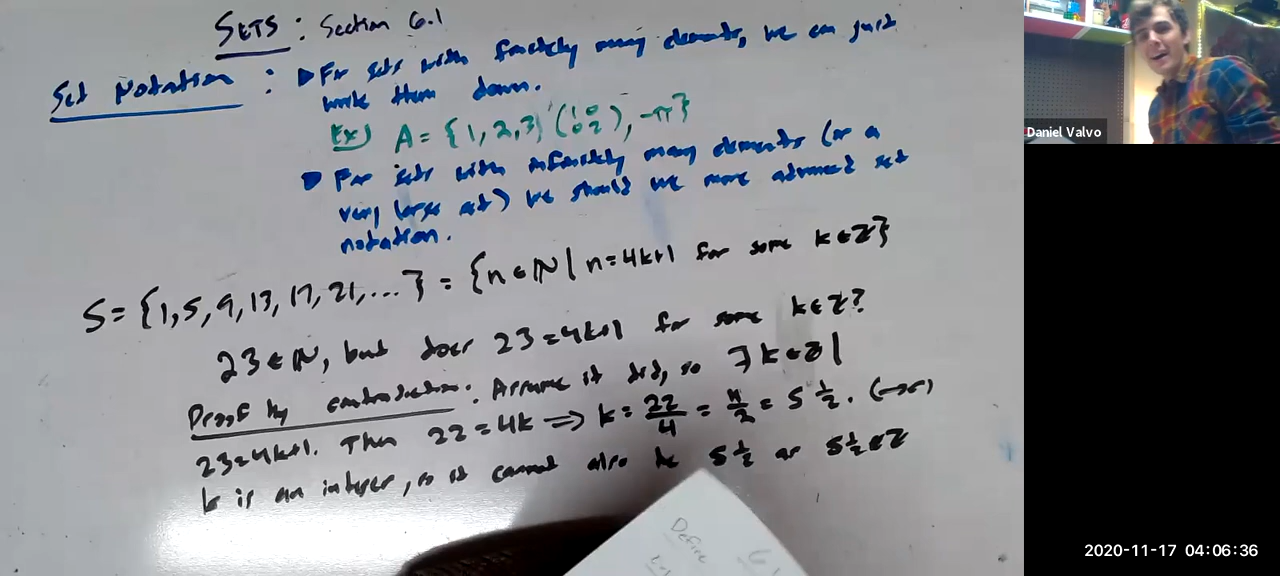 SETS : Section 6.1
Set Notation : ▶ For sets with finitely many elements, we can just
write them down.
Ex) A = {1, 2, 3, (1 0 0 2), -π}
▶ For sets with infinitely many elements (or a
very large set) we should use more advanced set
notation.
S = {1, 5, 9, 13, 17, 21, ... } = {n ∈ ℕ | n = 4k+1 for some k ∈ ℤ}
23 ∈ ℕ, but does 23 = 4k+1 for some k ∈ ℤ?
Proof by contradiction. Assume it did, so ∃ k ∈ ℤ |
23 = 4k+1. Then 22 = 4k ⟹ k = 22/4 = 11/2 = 5 1/2. (→←)
k is an integer, so it cannot also be 5 1/2 as 5 1/2 ∉ ℤ
Define
6.1
Daniel Valvo
2020-11-17 04:06:36